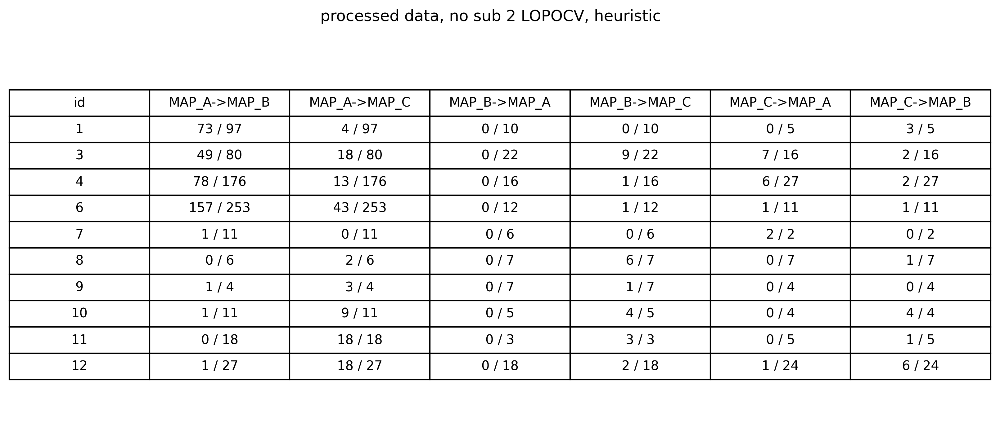 processed data, no sub 2 LOPOCV, heuristic
id MAP_A->MAP_B MAP_A->MAP_C MAP_B->MAP_A MAP_B->MAP_C MAP_C->MAP_A MAP_C->MAP_B
1 73 / 97 4 / 97 0 / 10 0 / 10 0 / 5 3 / 5
3 49 / 80 18 / 80 0 / 22 9 / 22 7 / 16 2 / 16
4 78 / 176 13 / 176 0 / 16 1 / 16 6 / 27 2 / 27
6 157 / 253 43 / 253 0 / 12 1 / 12 1 / 11 1 / 11
7 1 / 11 0 / 11 0 / 6 0 / 6 2 / 2 0 / 2
8 0 / 6 2 / 6 0 / 7 6 / 7 0 / 7 1 / 7
9 1 / 4 3 / 4 0 / 7 1 / 7 0 / 4 0 / 4
10 1 / 11 9 / 11 0 / 5 4 / 5 0 / 4 4 / 4
11 0 / 18 18 / 18 0 / 3 3 / 3 0 / 5 1 / 5
12 1 / 27 18 / 27 0 / 18 2 / 18 1 / 24 6 / 24